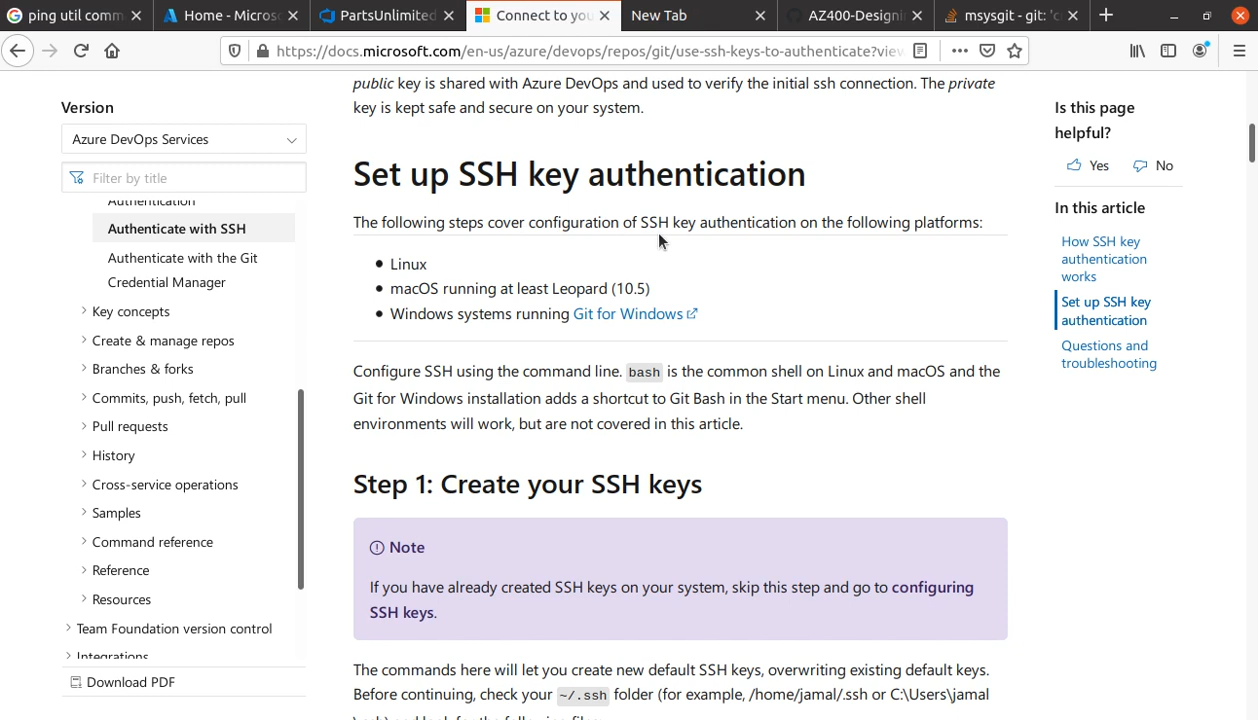 ping util comm
Home - Micros
PartsUnlimited
Connect to you
New Tab
AZ400-Designi
msysgit - git: 'c
https://docs.microsoft.com/en-us/azure/devops/repos/git/use-ssh-keys-to-authenticate?view
Version
Azure DevOps Services
Filter by title
Authentication
Authenticate with SSH
Authenticate with the Git
Credential Manager
Key concepts
Create & manage repos
Branches & forks
Commits, push, fetch, pull
Pull requests
History
Cross-service operations
Samples
Command reference
Reference
Resources
Team Foundation version control
Integrations
Download PDF
public key is shared with Azure DevOps and used to verify the initial ssh connection. The private
key is kept safe and secure on your system.
Set up SSH key authentication
The following steps cover configuration of SSH key authentication on the following platforms:
Linux
macOS running at least Leopard (10.5)
Windows systems running Git for Windows
Configure SSH using the command line. bash is the common shell on Linux and macOS and the
Git for Windows installation adds a shortcut to Git Bash in the Start menu. Other shell
environments will work, but are not covered in this article.
Step 1: Create your SSH keys
Note
If you have already created SSH keys on your system, skip this step and go to configuring
SSH keys.
The commands here will let you create new default SSH keys, overwriting existing default keys.
Before continuing, check your ~/.ssh folder (for example, /home/jamal/.ssh or C:\Users\jamal
Is this page
helpful?
Yes
No
In this article
How SSH key
authentication
works
Set up SSH key
authentication
Questions and
troubleshooting